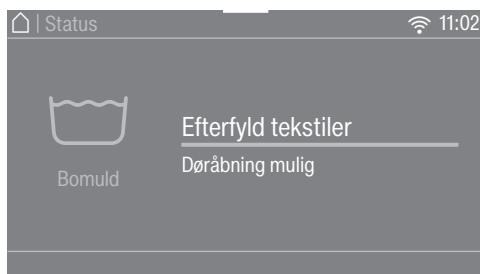 | Status
11:02
Efterfyld tekstiler
Døråbning mulig
Bomuld